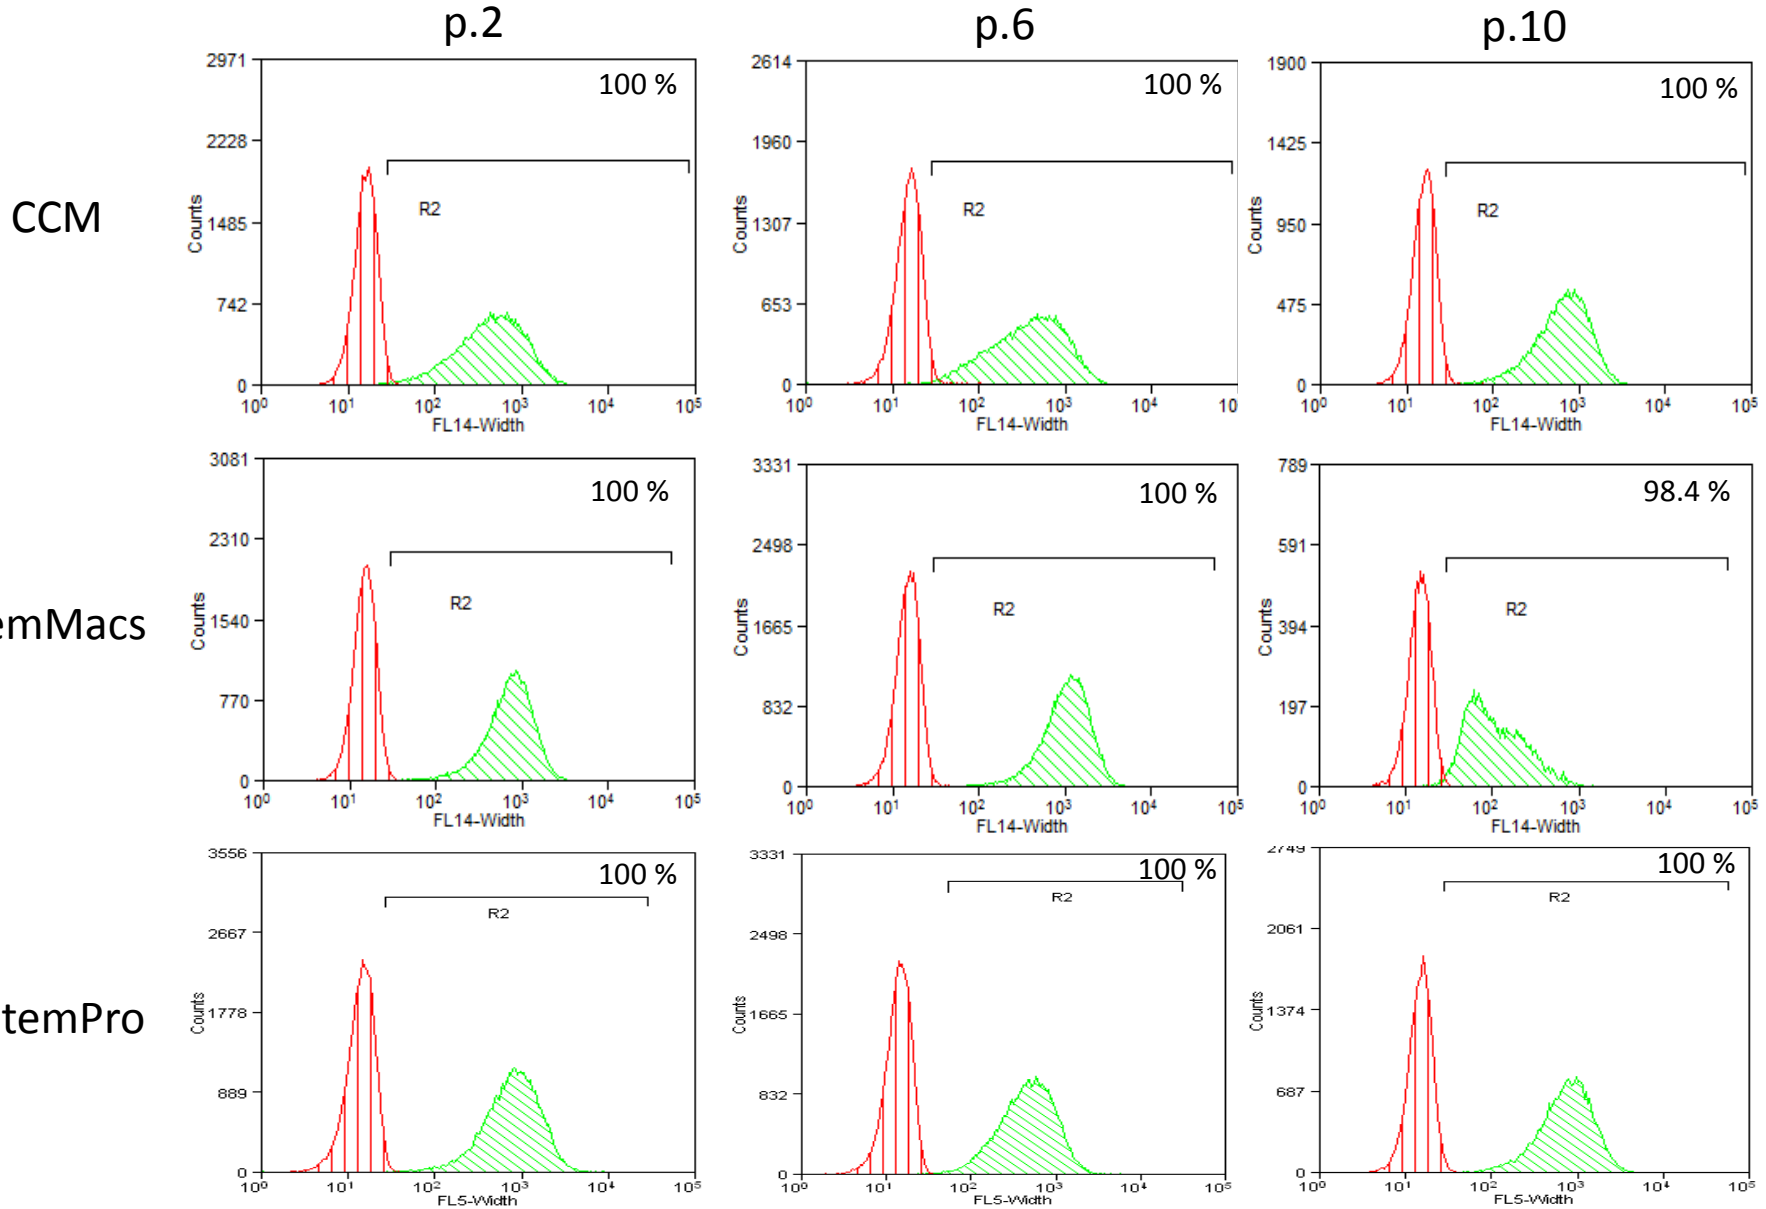 p.2 p.6 p.10
CCM
2971
2228
1485
742
0
Counts
100 %
R2
10⁰ 10¹ 10² 10³ 10⁴ 10⁵
FL14-Width
2614
1960
1307
653
0
Counts
100 %
R2
10⁰ 10¹ 10² 10³ 10⁴ 10
FL14-Width
1900
1425
950
475
0
Counts
100 %
R2
10⁰ 10¹ 10² 10³ 10⁴ 10⁵
FL14-Width
emMacs
3081
2310
1540
770
0
Counts
100 %
R2
10⁰ 10¹ 10² 10³ 10⁴ 10⁵
FL14-Width
3331
2498
1665
832
0
Counts
100 %
R2
10⁰ 10¹ 10² 10³ 10⁴ 10⁵
FL14-Width
789
591
394
197
0
Counts
98.4 %
R2
10⁰ 10¹ 10² 10³ 10⁴ 10⁵
FL14-Width
temPro
3556
2667
1778
889
0
Counts
100 %
R2
10⁰ 10¹ 10² 10³ 10⁴ 10⁵
FL5-Width
3331
2498
1665
832
0
Counts
100 %
R2
10⁰ 10¹ 10² 10³ 10⁴ 10⁵
FL5-Width
2749
2061
1374
687
0
Counts
100 %
R2
10⁰ 10¹ 10² 10³ 10⁴ 10⁵
FL5-Width